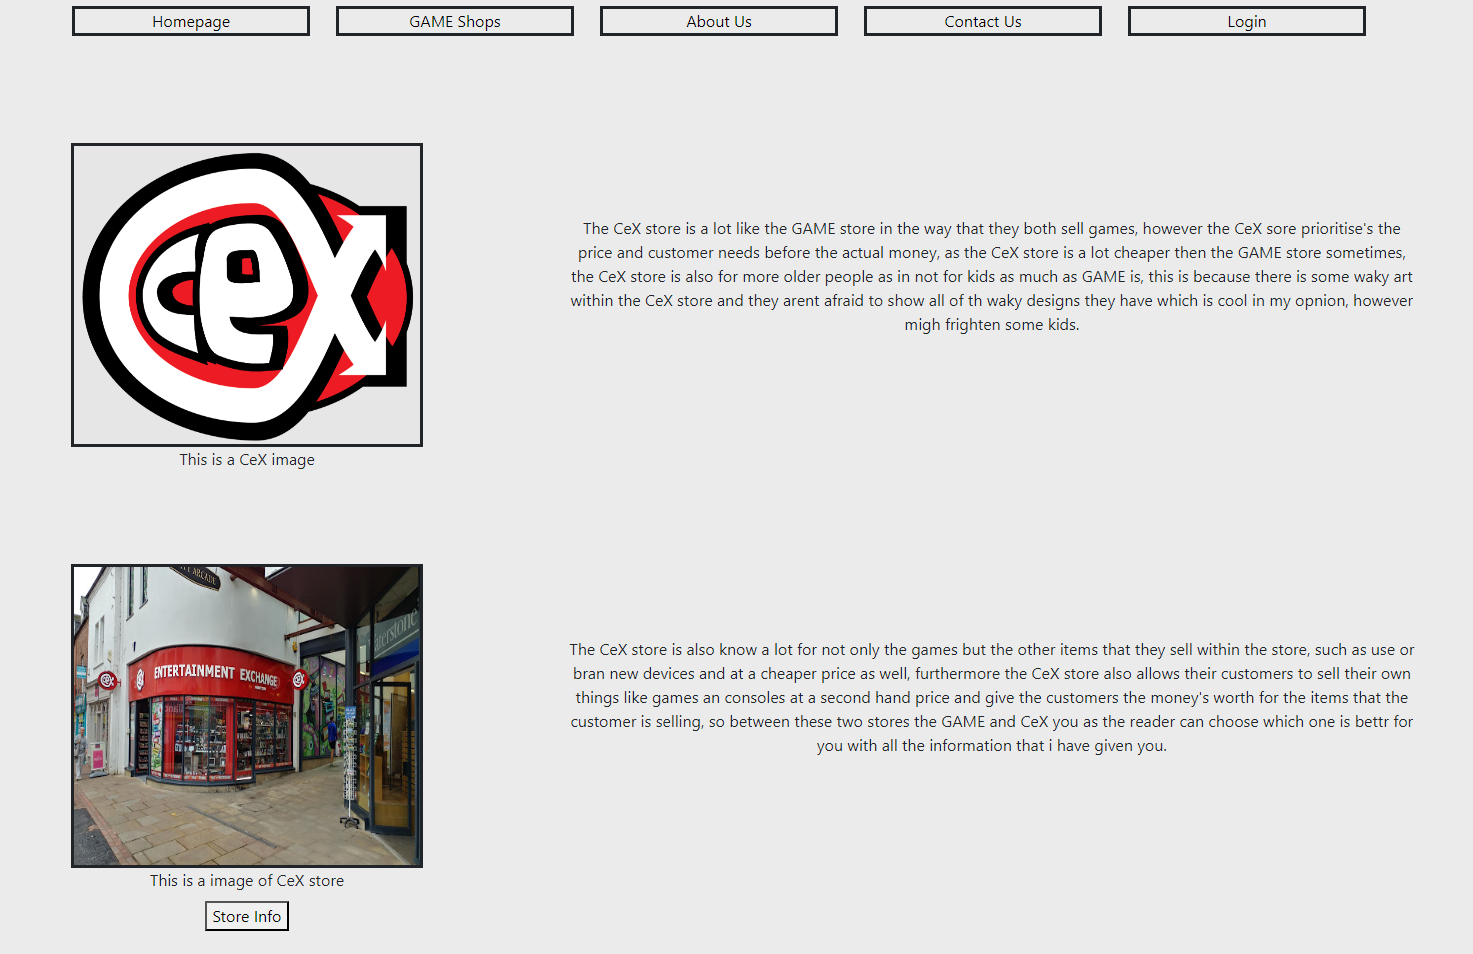 Homepage
GAME Shops
About Us
Contact Us
Login
cex
The CeX store is a lot like the GAME store in the way that they both sell games, however the CeX sore prioritise's the
price and customer needs before the actual money, as the CeX store is a lot cheaper then the GAME store sometimes,
the CeX store is also for more older people as in not for kids as much as GAME is, this is because there is some waky art
within the CeX store and they arent afraid to show all of th waky designs they have which is cool in my opnion, however
migh frighten some kids.
This is a CeX image
ARCADE
ENTERTAINMENT EXCHANGE
The CeX store is also know a lot for not only the games but the other items that they sell within the store, such as use or
bran new devices and at a cheaper price as well, furthermore the CeX store also allows their customers to sell their own
things like games an consoles at a second hand price and give the customers the money's worth for the items that the
customer is selling, so between these two stores the GAME and CeX you as the reader can choose which one is bettr for
you with all the information that i have given you.
This is a image of CeX store
Store Info